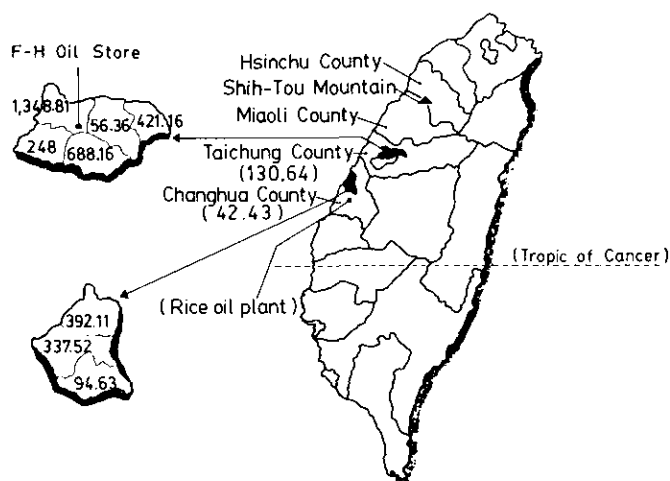 F-H Oil Store
1,348.81
56.36
421.16
248
688.16
Hsinchu County
Shih-Tou Mountain
Miaoli County
Taichung County
(130.64)
Changhua County
(42.43)
(Tropic of Cancer)
(Rice oil plant)
392.11
337.52
94.63